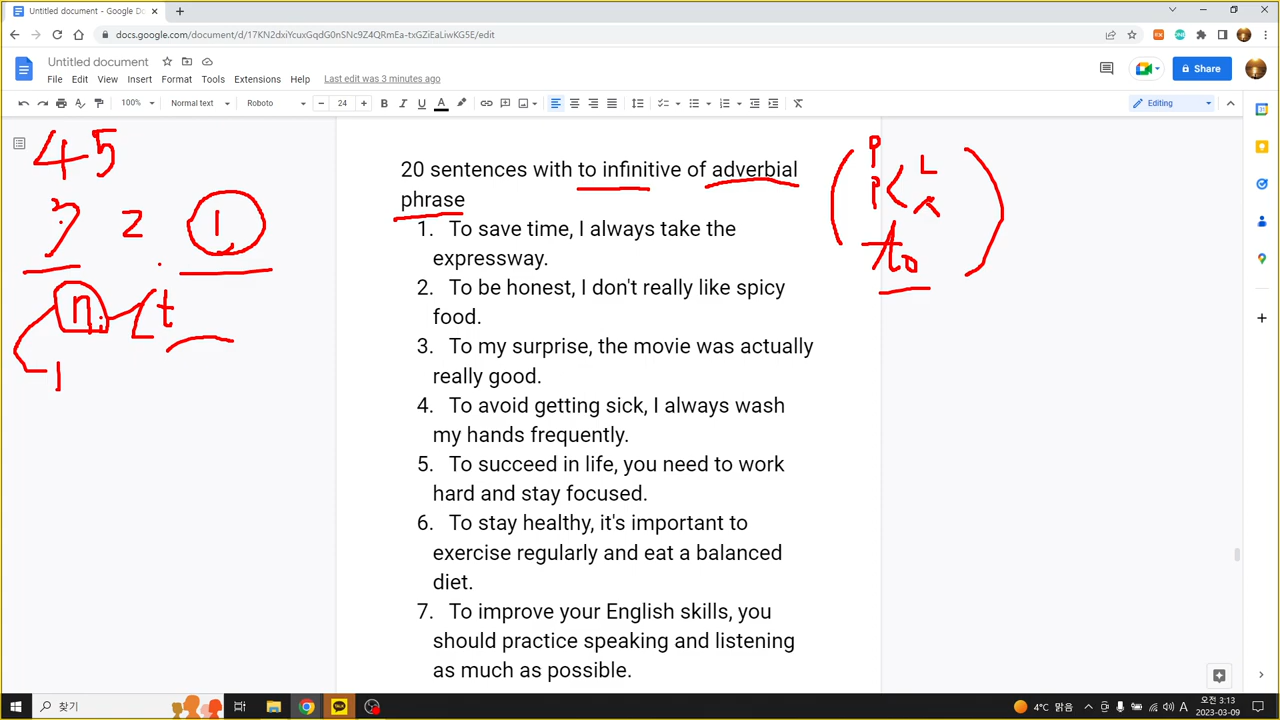 Untitled document - Google Doc
docs.google.com/document/d/17KN2dxiYcuxGqdG0nSNc9Z4QRmEa-txGZiEaLiwKG5E/edit
Untitled document
File Edit View Insert Format Tools Extensions Help Last edit was 3 minutes ago
Share
100% Normal text Roboto 24 B I U A Editing
45
2 1
n t
1
P
P < L
to
20 sentences with to infinitive of adverbial
phrase
1. To save time, I always take the
expressway.
2. To be honest, I don't really like spicy
food.
3. To my surprise, the movie was actually
really good.
4. To avoid getting sick, I always wash
my hands frequently.
5. To succeed in life, you need to work
hard and stay focused.
6. To stay healthy, it's important to
exercise regularly and eat a balanced
diet.
7. To improve your English skills, you
should practice speaking and listening
as much as possible.
찾기
4°C 맑음
A
오후 3:13
2023-03-09